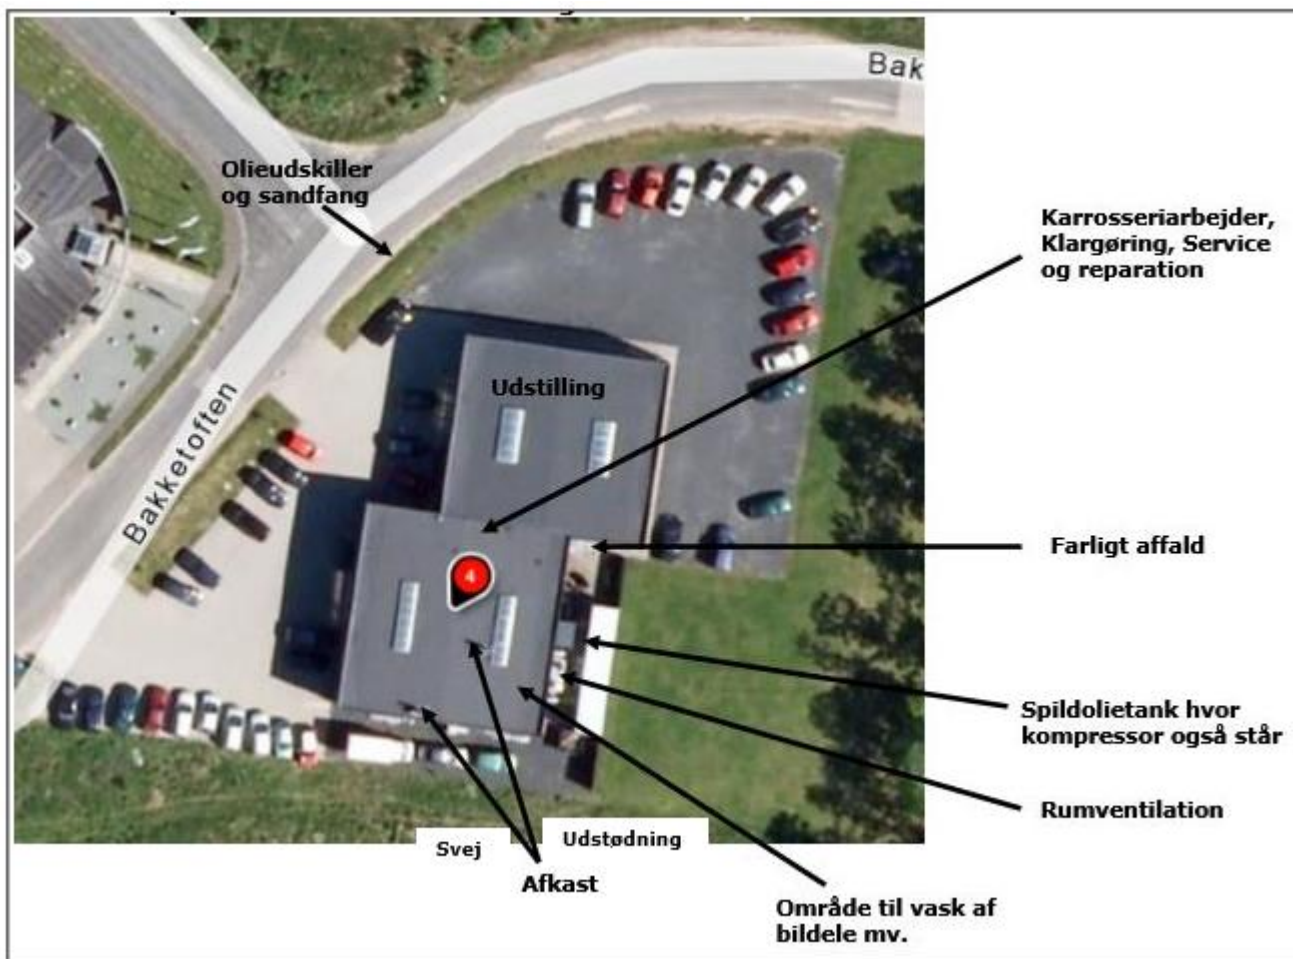 Bak
Olieudskiller
og sandfang
Karrosseriarbejder,
Klargøring, Service
og reparation
Udstilling
Bakketoften
Farligt affald
4
Spildolietank hvor
kompressor også står
Rumventilation
Svej
Udstødning
Afkast
Område til vask af
bildele mv.